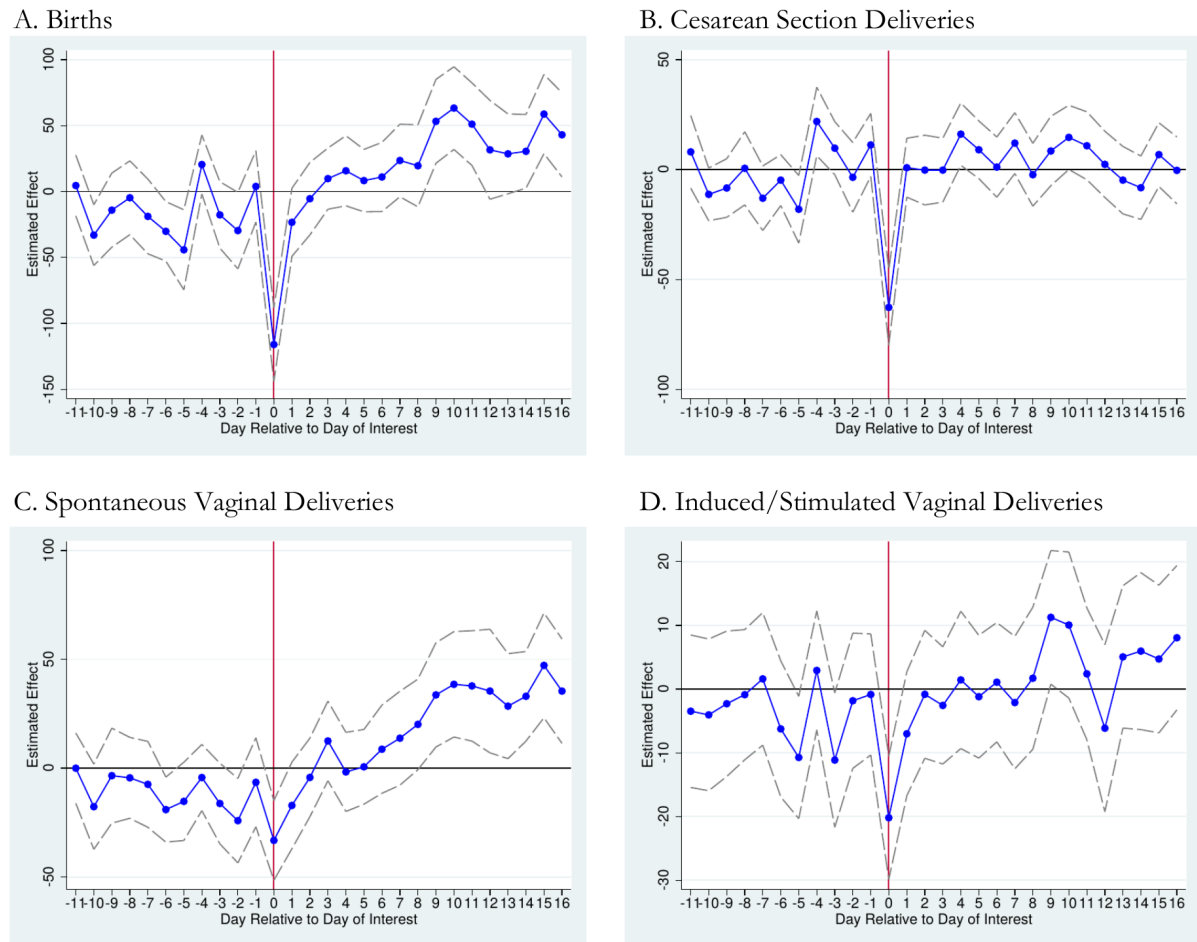 A. Births
100
50
0
-50
-100
-150
Estimated Effect
-11 -10 -9 -8 -7 -6 -5 -4 -3 -2 -1 0 1 2 3 4 5 6 7 8 9 10 11 12 13 14 15 16
Day Relative to Day of Interest
B. Cesarean Section Deliveries
50
0
-50
-100
Estimated Effect
-11 -10 -9 -8 -7 -6 -5 -4 -3 -2 -1 0 1 2 3 4 5 6 7 8 9 10 11 12 13 14 15 16
Day Relative to Day of Interest
C. Spontaneous Vaginal Deliveries
100
50
0
-50
Estimated Effect
-11 -10 -9 -8 -7 -6 -5 -4 -3 -2 -1 0 1 2 3 4 5 6 7 8 9 10 11 12 13 14 15 16
Day Relative to Day of Interest
D. Induced/Stimulated Vaginal Deliveries
20
10
0
-10
-20
-30
Estimated Effect
-11 -10 -9 -8 -7 -6 -5 -4 -3 -2 -1 0 1 2 3 4 5 6 7 8 9 10 11 12 13 14 15 16
Day Relative to Day of Interest